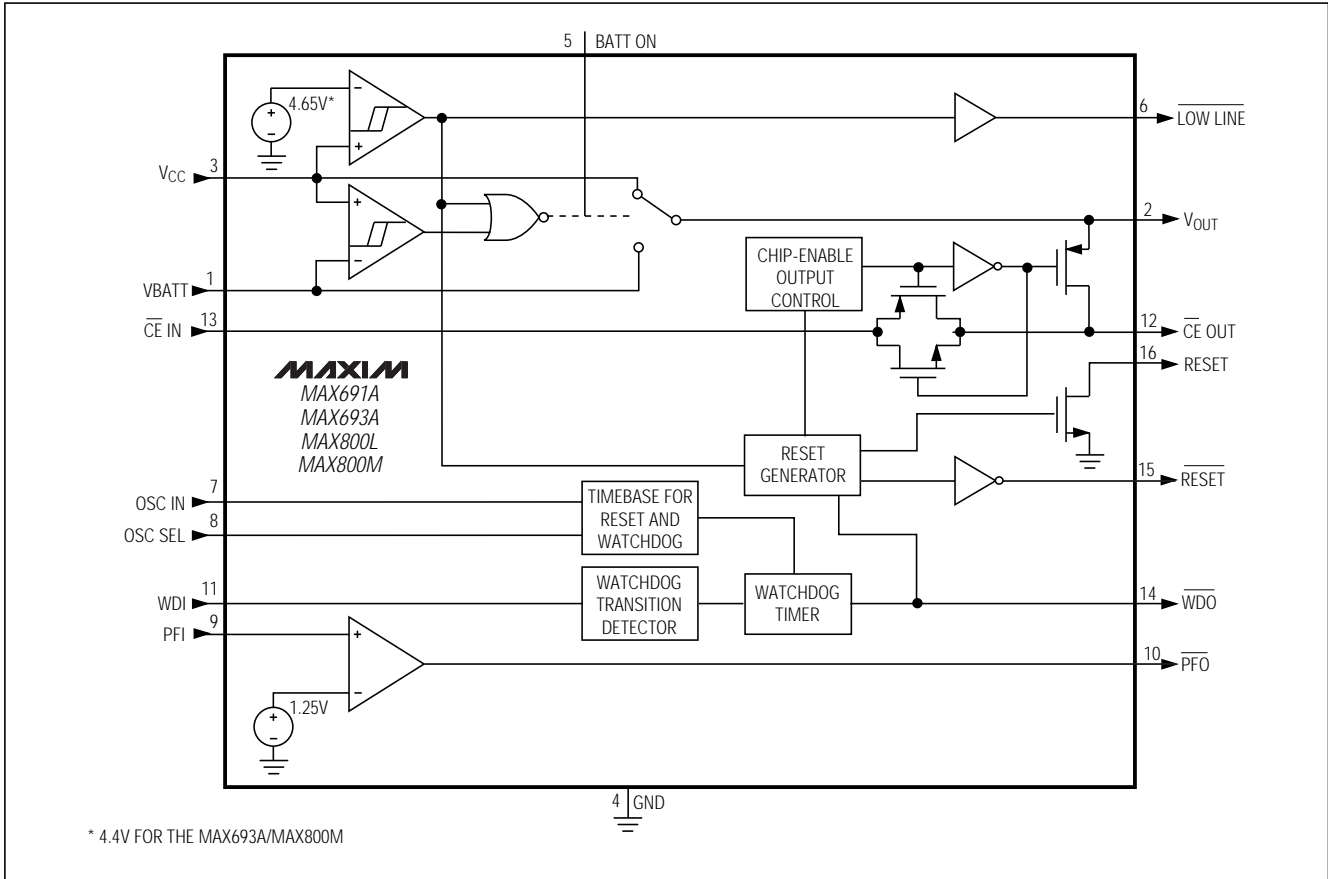 5 BATT ON
4.65V*
+
−
−
+
6 LOW LINE
VCC 3
+
−
2 VOUT
CHIP-ENABLE
OUTPUT
CONTROL
VBATT 1
CE IN 13
12 CE OUT
16 RESET
MAXIM
MAX691A
MAX693A
MAX800L
MAX800M
RESET
GENERATOR
15 RESET
OSC IN 7
OSC SEL 8
TIMEBASE FOR
RESET AND
WATCHDOG
WDI 11
WATCHDOG
TRANSITION
DETECTOR
WATCHDOG
TIMER
14 WDO
PFI 9
+
−
10 PFO
1.25V
+
−
4 GND
* 4.4V FOR THE MAX693A/MAX800M